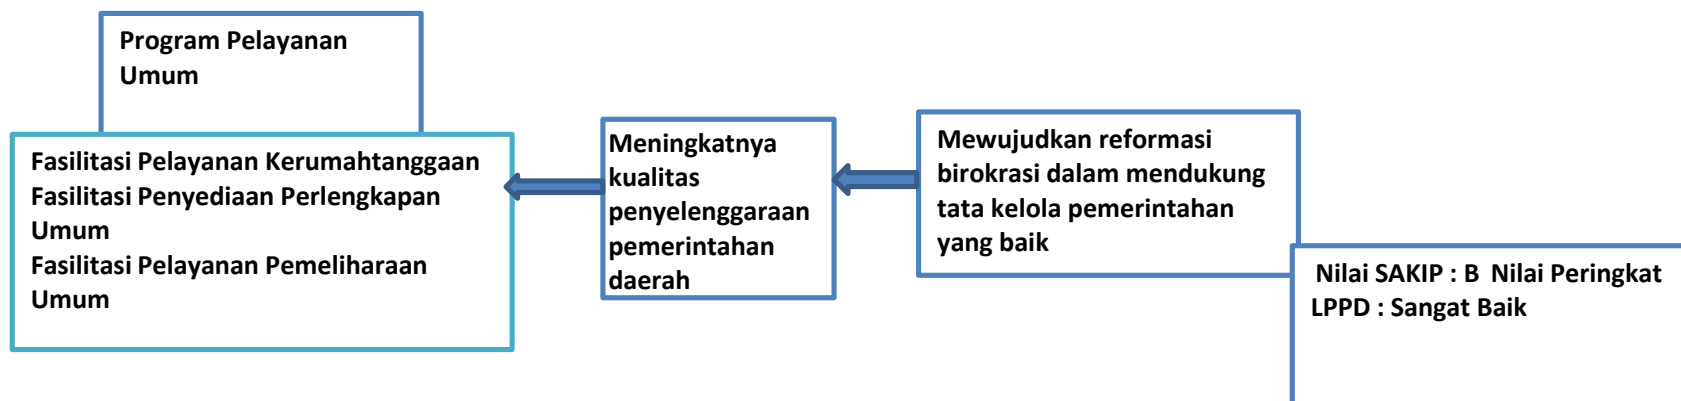 Program Pelayanan
Umum
Fasilitasi Pelayanan Kerumahtanggaan
Fasilitasi Penyediaan Perlengkapan
Umum
Fasilitasi Pelayanan Pemeliharaan
Umum
Meningkatnya
kualitas
penyelenggaraan
pemerintahan
daerah
Mewujudkan reformasi
birokrasi dalam mendukung
tata kelola pemerintahan
yang baik
Nilai SAKIP : B Nilai Peringkat
LPPD : Sangat Baik